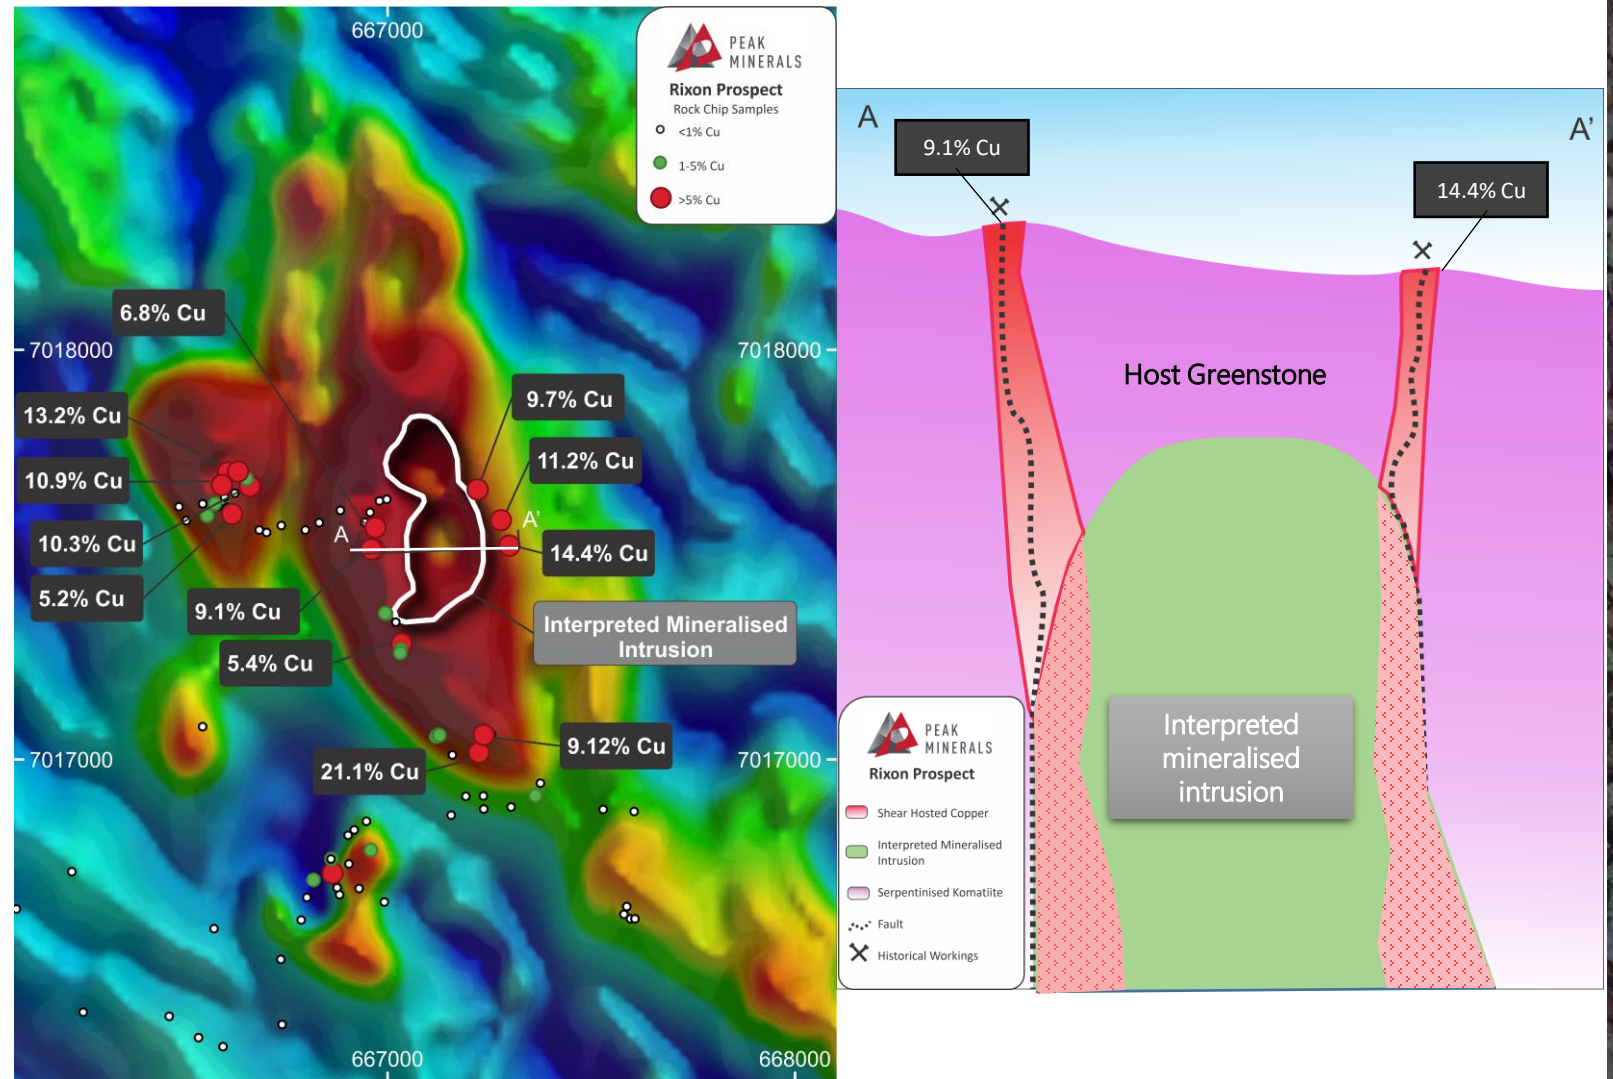 667000
PEAK
MINERALS
Rixon Prospect
Rock Chip Samples
<1% Cu
1-5% Cu
>5% Cu
6.8% Cu
7018000
7018000
13.2% Cu
9.7% Cu
11.2% Cu
10.9% Cu
A
A'
10.3% Cu
14.4% Cu
5.2% Cu
9.1% Cu
Interpreted Mineralised
Intrusion
5.4% Cu
9.12% Cu
7017000
7017000
21.1% Cu
667000
668000
A
A'
9.1% Cu
14.4% Cu
Host Greenstone
Interpreted
mineralised
intrusion
PEAK
MINERALS
Rixon Prospect
Shear Hosted Copper
Interpreted Mineralised
Intrusion
Serpentinised Komatiite
Fault
Historical Workings